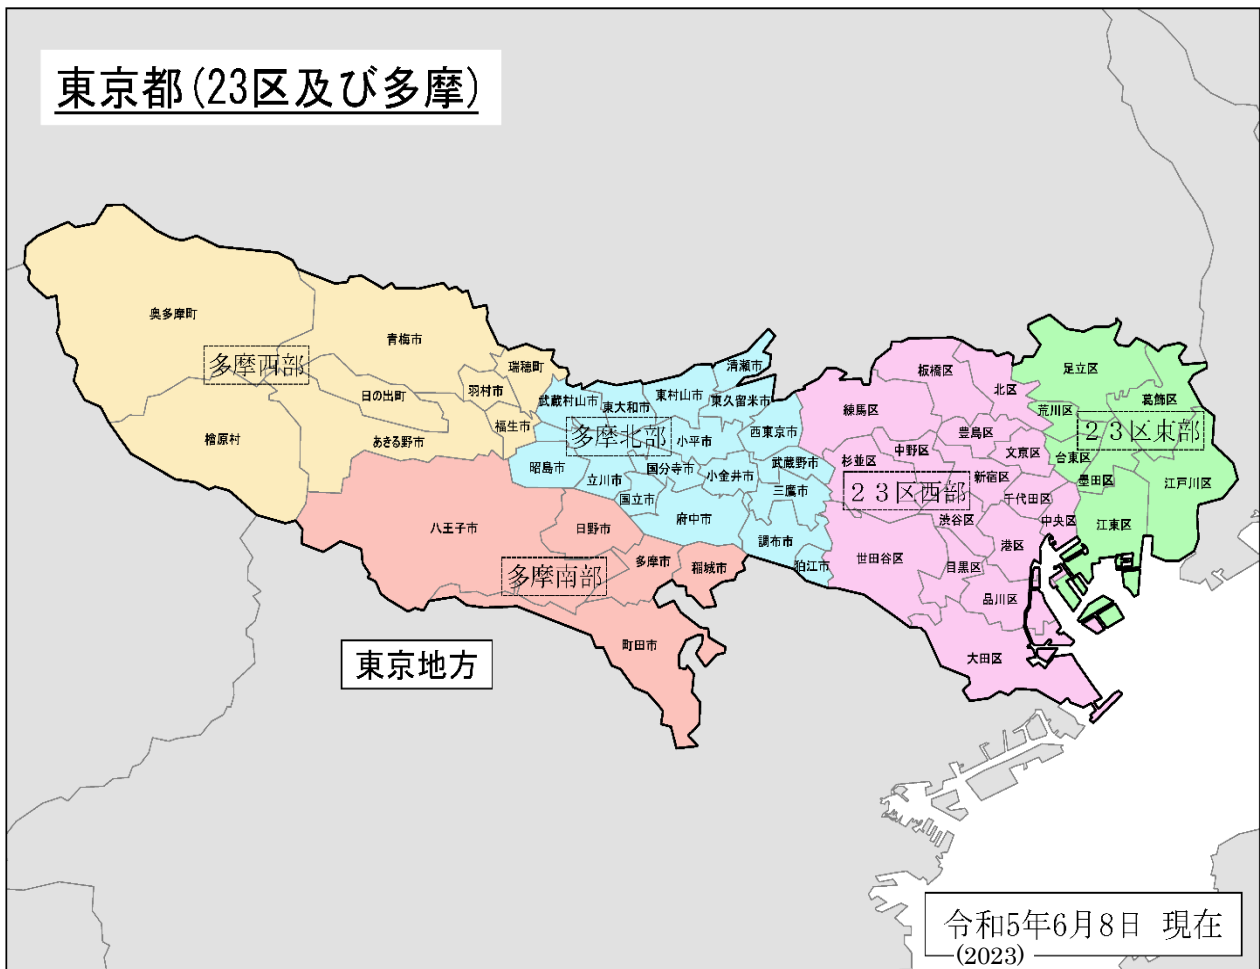 東京都(23区及び多摩)
奥多摩町
青梅市
多摩西部
瑞穂町
羽村市
日の出町
福生市
檜原村
あきる野市
清瀬市
武蔵村山市
東大和市
東村山市
東久留米市
多摩北部
小平市
西東京市
昭島市
立川市
国分寺市
小金井市
武蔵野市
国立市
三鷹市
府中市
調布市
狛江市
八王子市
日野市
多摩南部
多摩市
稲城市
町田市
板橋区
北区
練馬区
豊島区
中野区
文京区
杉並区
新宿区
23区西部
千代田区
渋谷区
中央区
世田谷区
目黒区
港区
品川区
大田区
足立区
葛飾区
荒川区
23区東部
台東区
墨田区
江戸川区
江東区
東京地方
令和5年6月8日 現在
(2023)